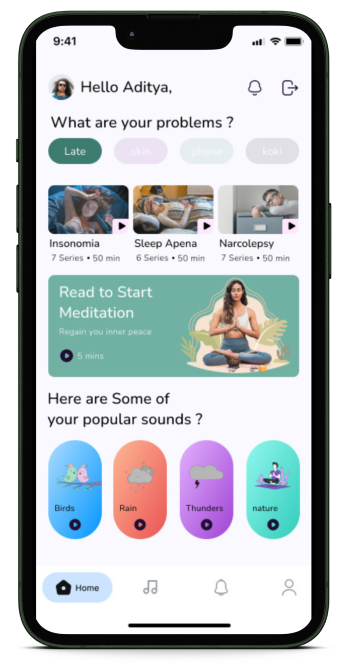 9:41
Hello Aditya,
What are your problems ?
Late skin phone koki
Insonomia Sleep Apena Narcolepsy
7 Series • 50 min 6 Series • 50 min 7 Series • 50 min
Read to Start
Meditation
Regain you inner peace
5 mins
Here are Some of
your popular sounds ?
Birds Rain Thunders nature
Home